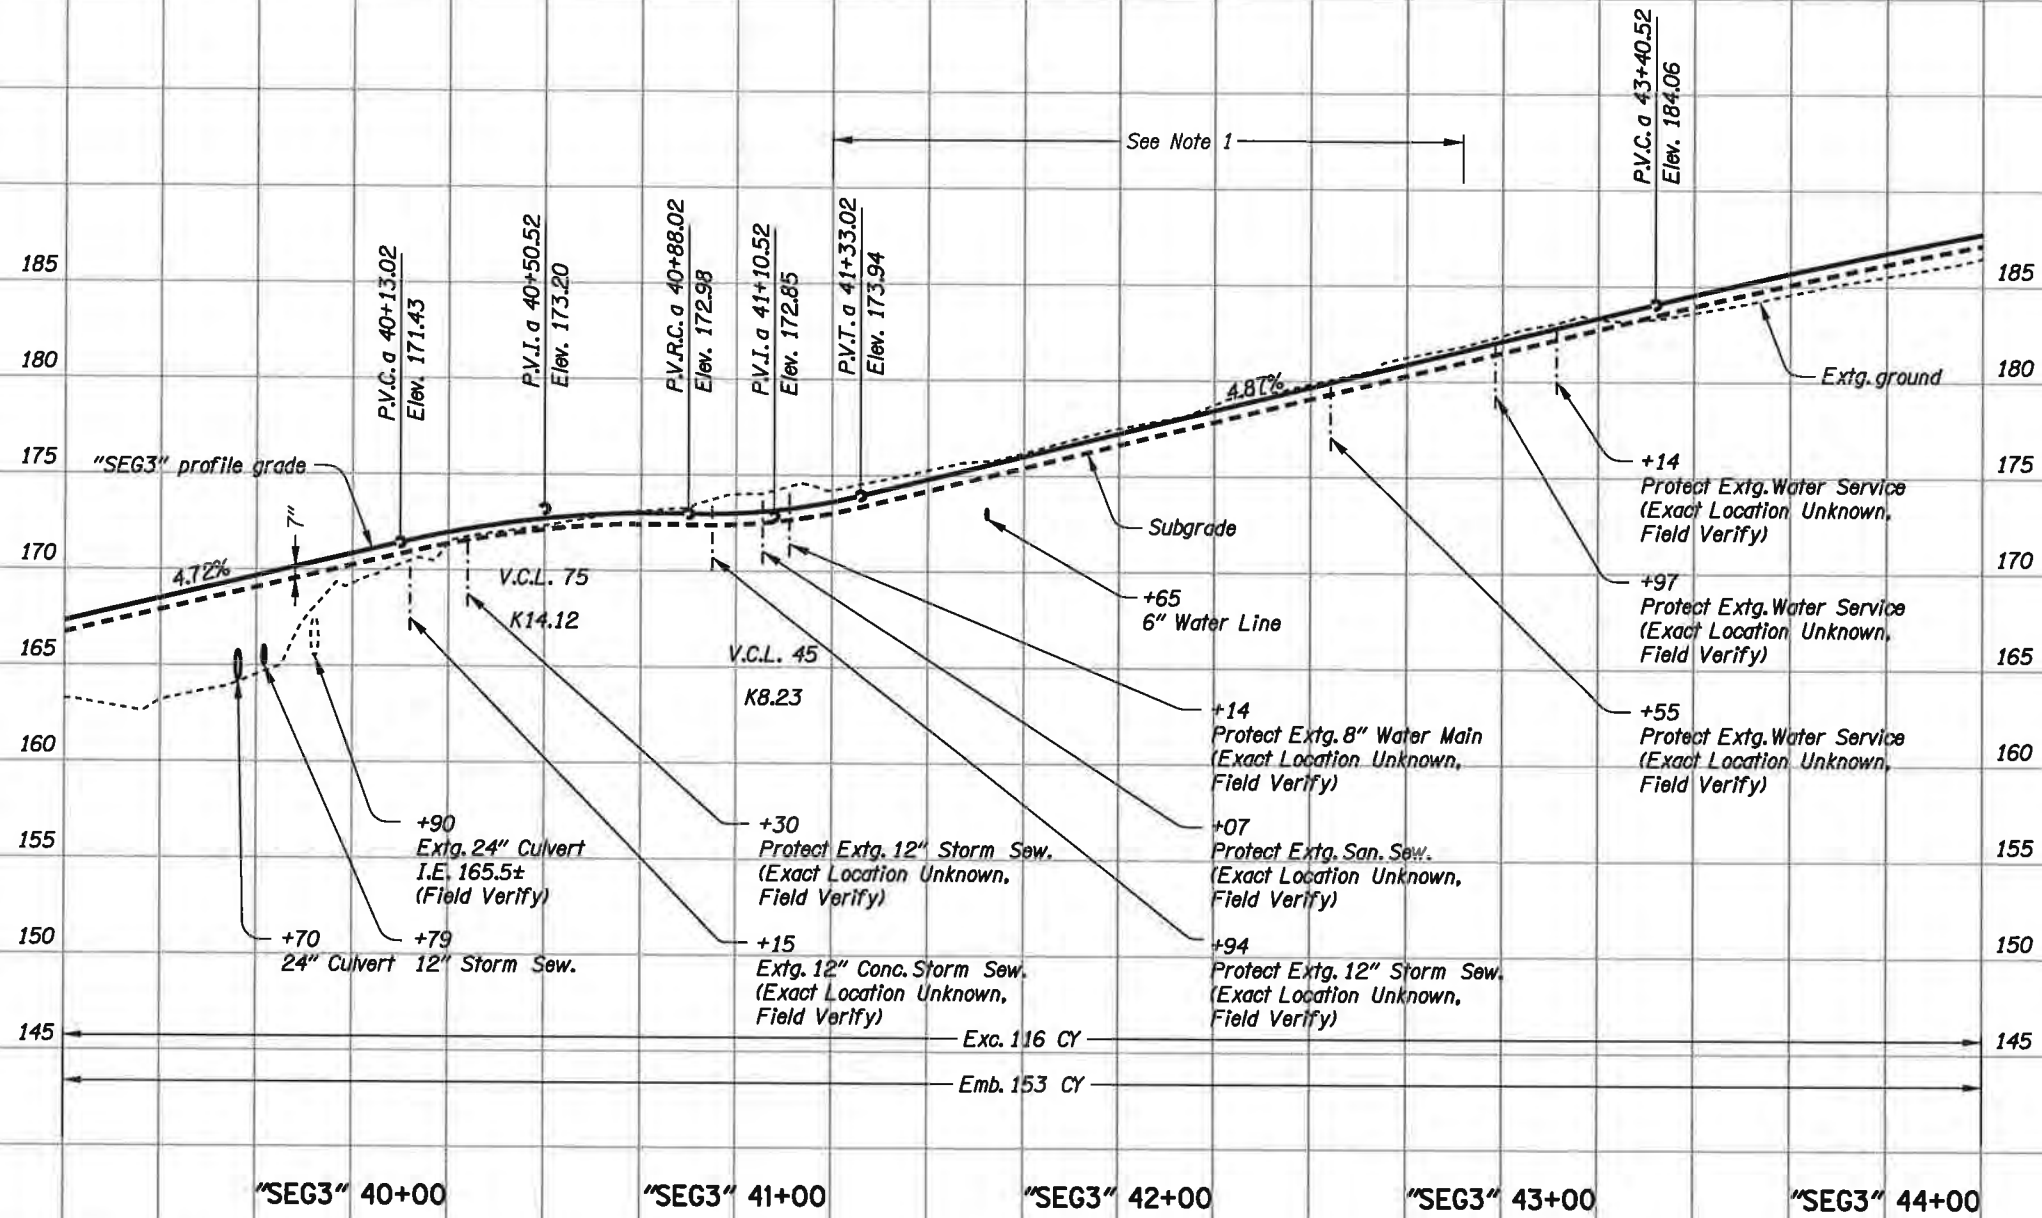 P.V.C. a 43+40.52
Elev. 184.06
See Note 1
P.V.C. a 40+13.02
Elev. 171.43
P.V.I. a 40+50.52
Elev. 173.20
P.V.R.C. a 40+88.02
Elev. 172.98
P.V.I. a 41+10.52
Elev. 172.85
P.V.T. a 41+33.02
Elev. 173.94
185
180
175
170
165
160
155
150
145
185
180
175
170
165
160
155
150
145
"SEG3" profile grade
7"
4.72%
4.87%
V.C.L. 75
K14.12
V.C.L. 45
K8.23
Subgrade
Extg. ground
+65
6" Water Line
+14
Protect Extg. Water Service
(Exact Location Unknown,
Field Verify)
+97
Protect Extg. Water Service
(Exact Location Unknown,
Field Verify)
+55
Protect Extg. Water Service
(Exact Location Unknown,
Field Verify)
+14
Protect Extg. 8" Water Main
(Exact Location Unknown,
Field Verify)
+07
Protect Extg. San. Sew.
(Exact Location Unknown,
Field Verify)
+94
Protect Extg. 12" Storm Sew.
(Exact Location Unknown,
Field Verify)
+30
Protect Extg. 12" Storm Sew.
(Exact Location Unknown,
Field Verify)
+15
Extg. 12" Conc. Storm Sew.
(Exact Location Unknown,
Field Verify)
+90
Extg. 24" Culvert
I.E. 165.5±
(Field Verify)
+70
24" Culvert
+79
12" Storm Sew.
Exc. 116 CY
Emb. 153 CY
"SEG3" 40+00
"SEG3" 41+00
"SEG3" 42+00
"SEG3" 43+00
"SEG3" 44+00